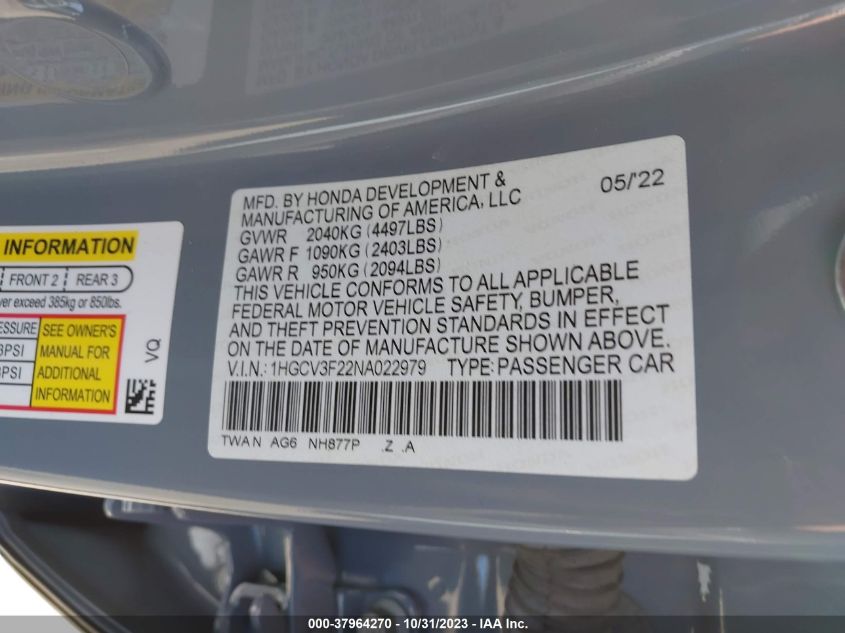 MFD. BY HONDA DEVELOPMENT &
MANUFACTURING OF AMERICA, LLC
05/'22
GVWR 2040KG (4497LBS)
GAWR F 1090KG (2403LBS)
GAWR R 950KG (2094LBS)
THIS VEHICLE CONFORMS TO ALL APPLICABLE
FEDERAL MOTOR VEHICLE SAFETY, BUMPER,
AND THEFT PREVENTION STANDARDS IN EFFECT
ON THE DATE OF MANUFACTURE SHOWN ABOVE.
V.I.N.: 1HGCV3F22NA022979 TYPE: PASSENGER CAR
TWA N AG6 NH877P .Z .A
INFORMATION
FRONT 2 REAR 3
exceed 385kg or 850lbs.
SEE OWNER'S
MANUAL FOR
ADDITIONAL
INFORMATION
PSI
PSI
VQ
000-37964270 - 10/31/2023 - IAA Inc.